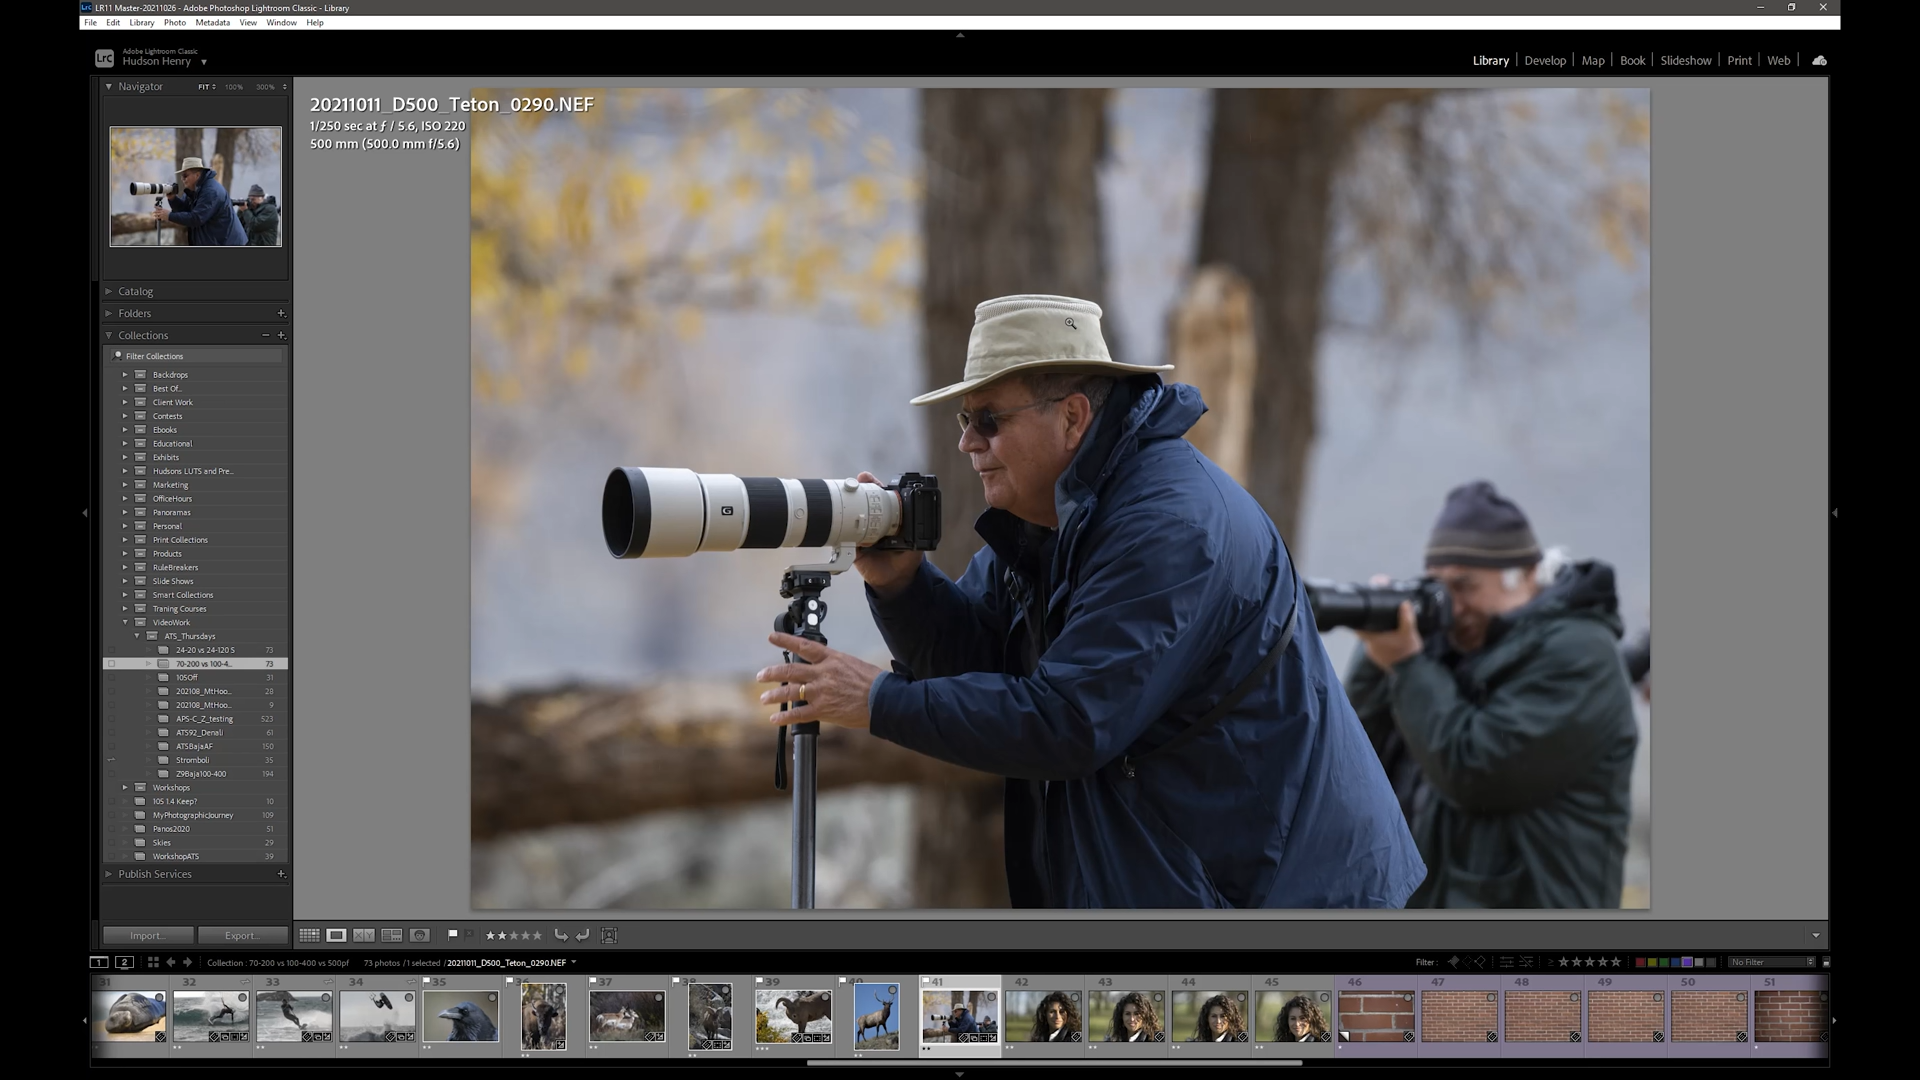 LR11 Master-20211026 - Adobe Photoshop Lightroom Classic - Library
File Edit Library Photo Metadata View Window Help
LrC
Adobe Lightroom Classic
Hudson Henry
Library Develop Map Book Slideshow Print Web
Navigator FIT 100% 300%
20211011_D500_Teton_0290.NEF
1/250 sec at ƒ / 5.6, ISO 220
500 mm (500.0 mm f/5.6)
G
Catalog
Folders
Collections
Filter Collections
Backdrops
Best Of...
Client Work
Contests
Ebooks
Educational
Exhibits
Hudsons LUTS and Pre...
Marketing
OfficeHours
Panoramas
Personal
Print Collections
Products
RuleBreakers
Slide Shows
Smart Collections
Traning Courses
VideoWork
ATS_Thursdays
24-20 vs 24-120 S 73
70-200 vs 100-4... 73
105Off 31
202108_MtHoo... 28
202108_MtHoo... 9
APS-C_Z_testing 523
ATS92_Denali 61
ATSBajaAF 150
Stromboli 35
Z9Baja100-400 194
Workshops
105 1.4 Keep? 10
MyPhotographicJourney 109
Panos2020 51
Skies 29
WorkshopATS 39
Publish Services
Import... Export...
1 2 Collection : 70-200 vs 100-400 vs 500pf 73 photos / 1 selected / 20211011_D500_Teton_0290.NEF Filter : No Filter
31 32 33 34 35 36 37 38 39 40 41 42 43 44 45 46 47 48 49 50 51